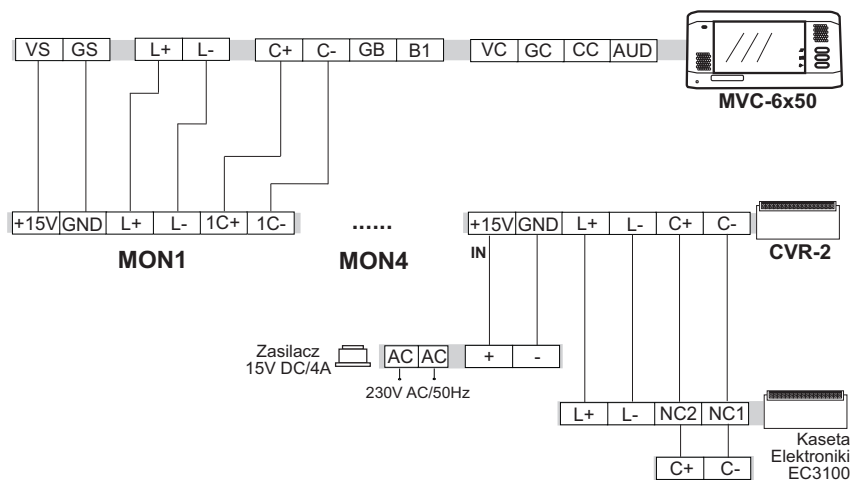 VS GS L+ L- C+ C- GB B1 VC GC CC AUD
MVC-6x50
+15V GND L+ L- 1C+ 1C- ...... +15V GND L+ L- C+ C-
MON1 MON4 IN CVR-2
Zasilacz
15V DC/4A
AC AC + -
230V AC/50Hz
L+ L- NC2 NC1
C+ C-
Kaseta
Elektroniki
EC3100